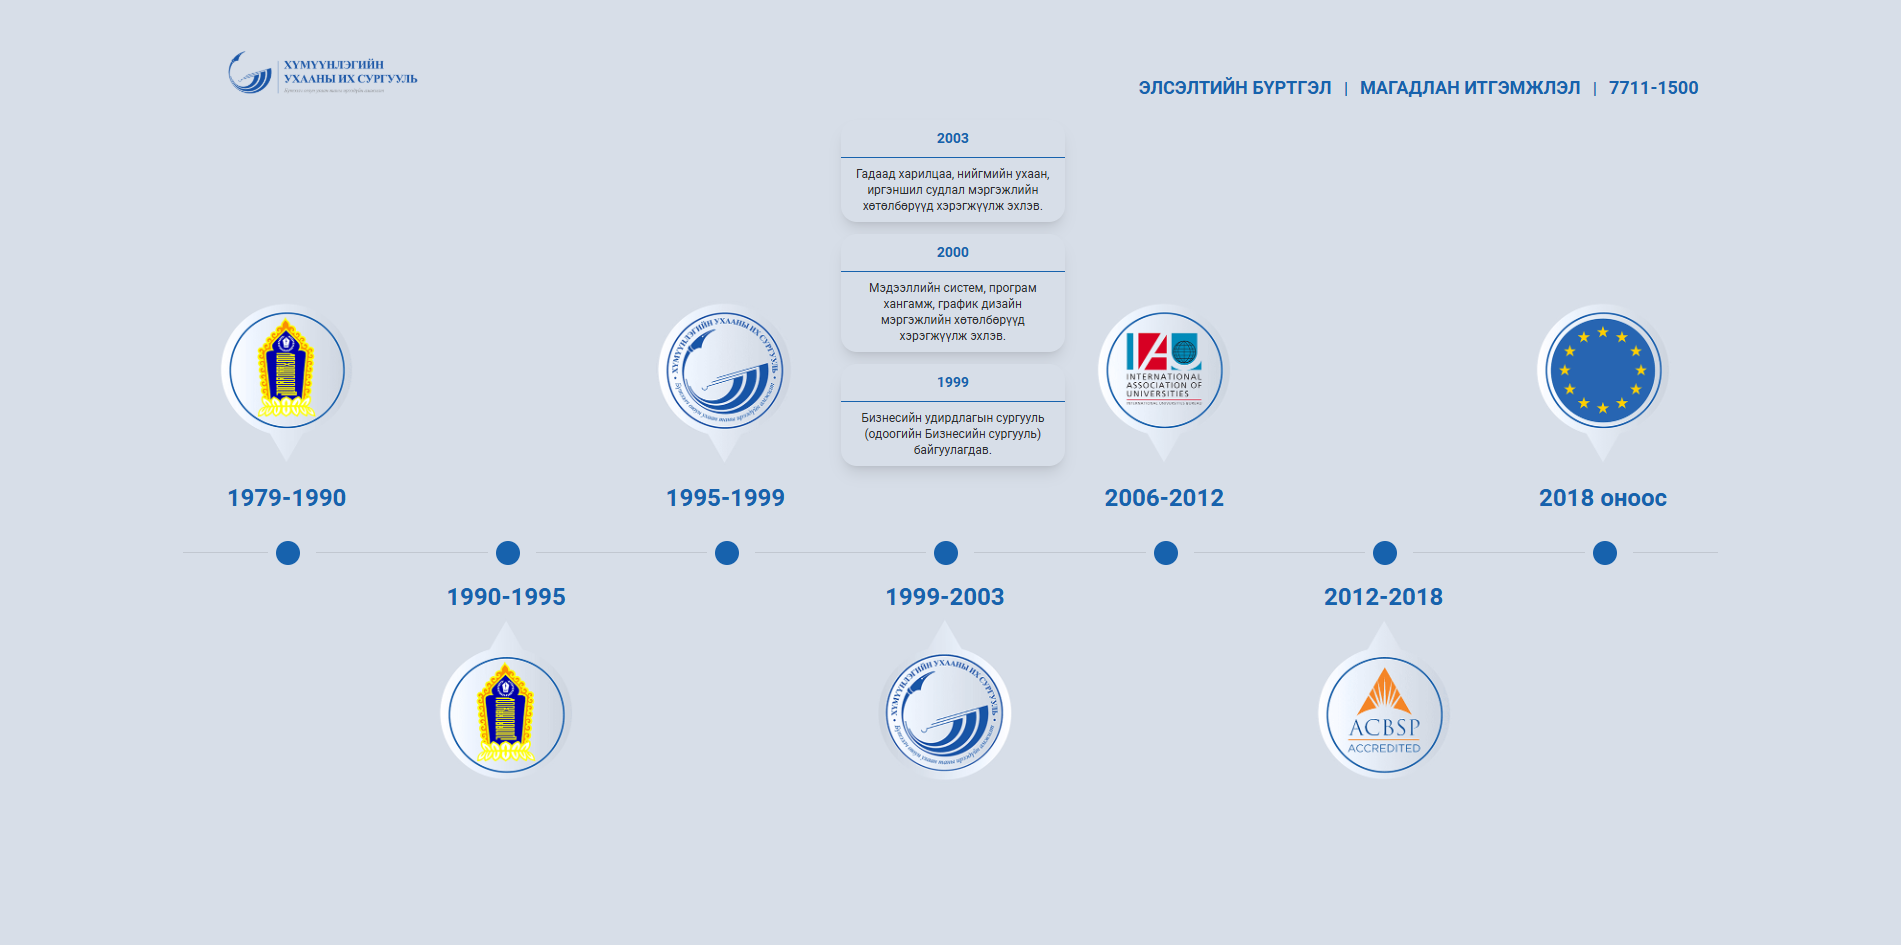 ХҮМҮҮНЛЭГИЙН
УХААНЫ ИХ СУРГУУЛЬ
ЭЛСЭЛТИЙН БҮРТГЭЛ | МАГАДЛАН ИТГЭМЖЛЭЛ | 7711-1500
2003
Гадаад харилцаа, нийгмийн ухаан,
иргэншил судлал мэргэжлийн
хөтөлбөрүүд хэрэгжүүлж эхлэв.
2000
Мэдээллийн систем, програм
хангамж, график дизайн
мэргэжлийн хөтөлбөрүүд
хэрэгжүүлж эхлэв.
1999
Бизнесийн удирдлагын сургууль
(одоогийн Бизнесийн сургууль)
байгуулагдав.
ХҮМҮҮНЛЭГИЙН УХААНЫ ИХ СУРГУУЛЬ
IAU
INTERNATIONAL
ASSOCIATION OF
UNIVERSITIES
1979-1990
1995-1999
2006-2012
2018 оноос
1990-1995
1999-2003
2012-2018
ХҮМҮҮНЛЭГИЙН УХААНЫ ИХ СУРГУУЛЬ
ACBSP
ACCREDITED